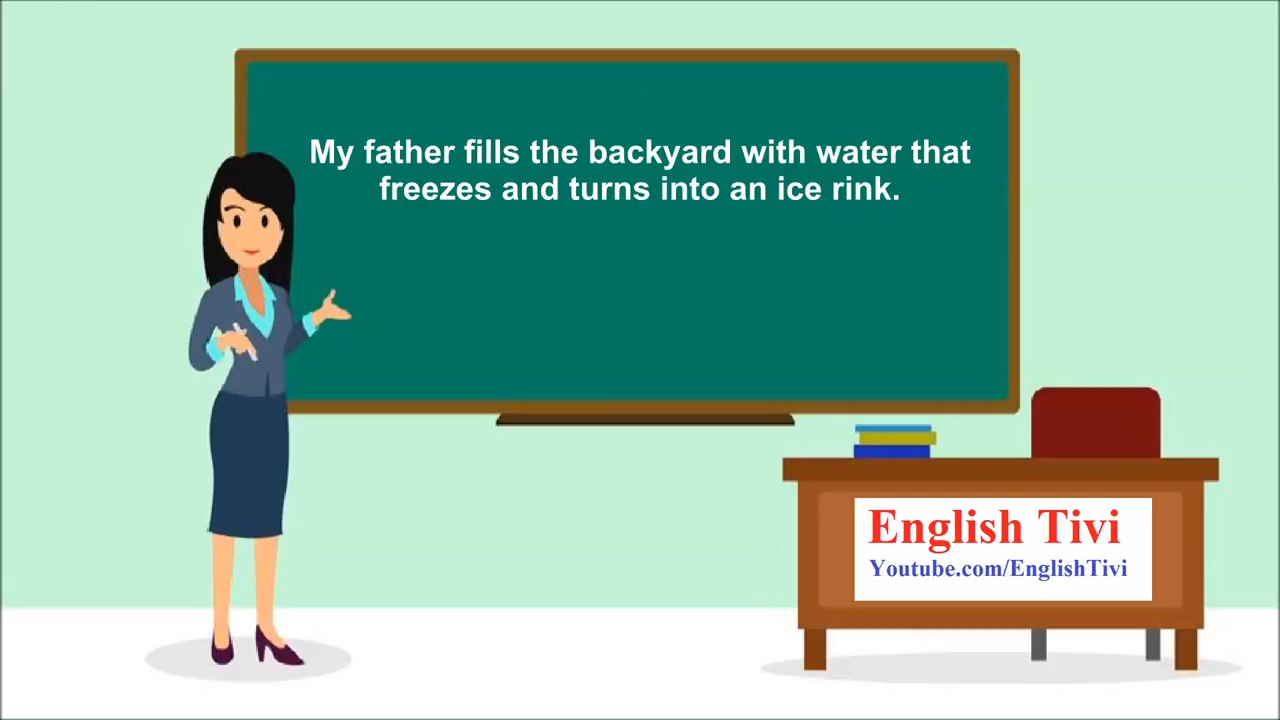 My father fills the backyard with water that
freezes and turns into an ice rink.
English Tivi
Youtube.com/EnglishTivi